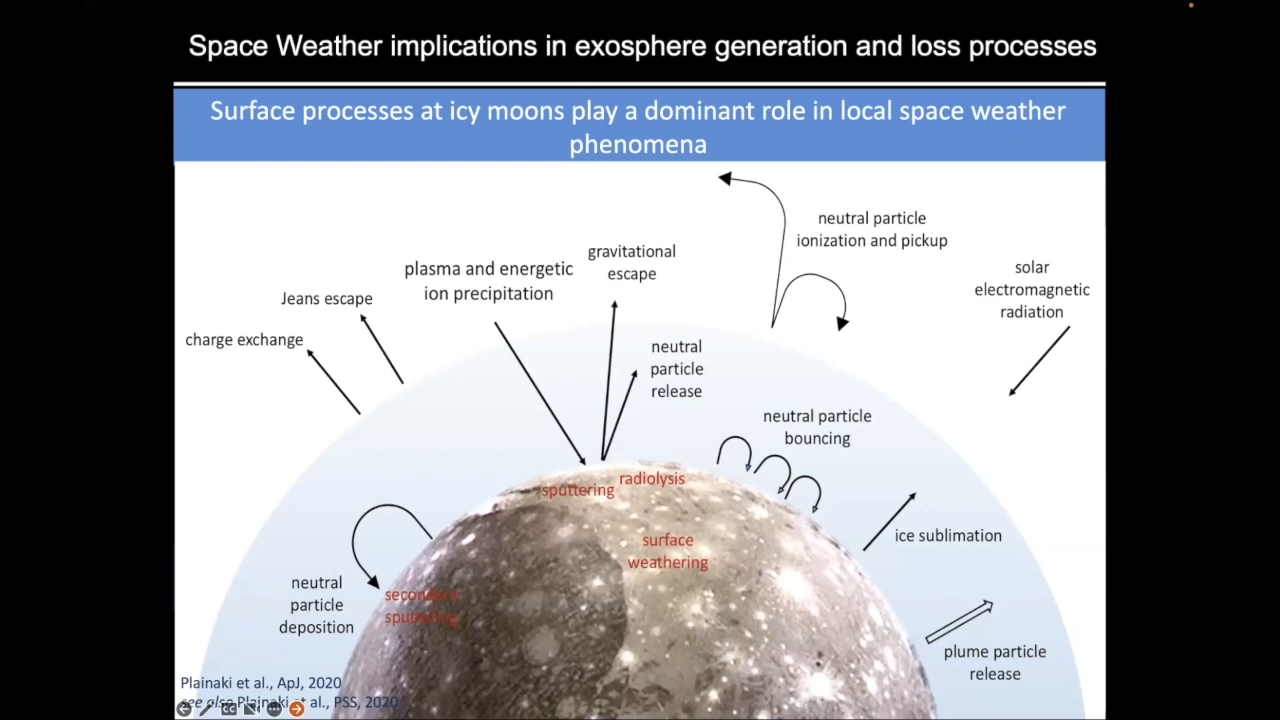 Space Weather implications in exosphere generation and loss processes
Surface processes at icy moons play a dominant role in local space weather
phenomena
neutral particle
ionization and pickup
gravitational
escape
plasma and energetic
ion precipitation
solar
electromagnetic
radiation
Jeans escape
charge exchange
neutral
particle
release
neutral particle
bouncing
radiolysis
sputtering
surface
weathering
ice sublimation
neutral
particle
deposition
secondary
sputtering
plume particle
release
Plainaki et al., ApJ, 2020
see also Plainaki et al., PSS, 2020
CC